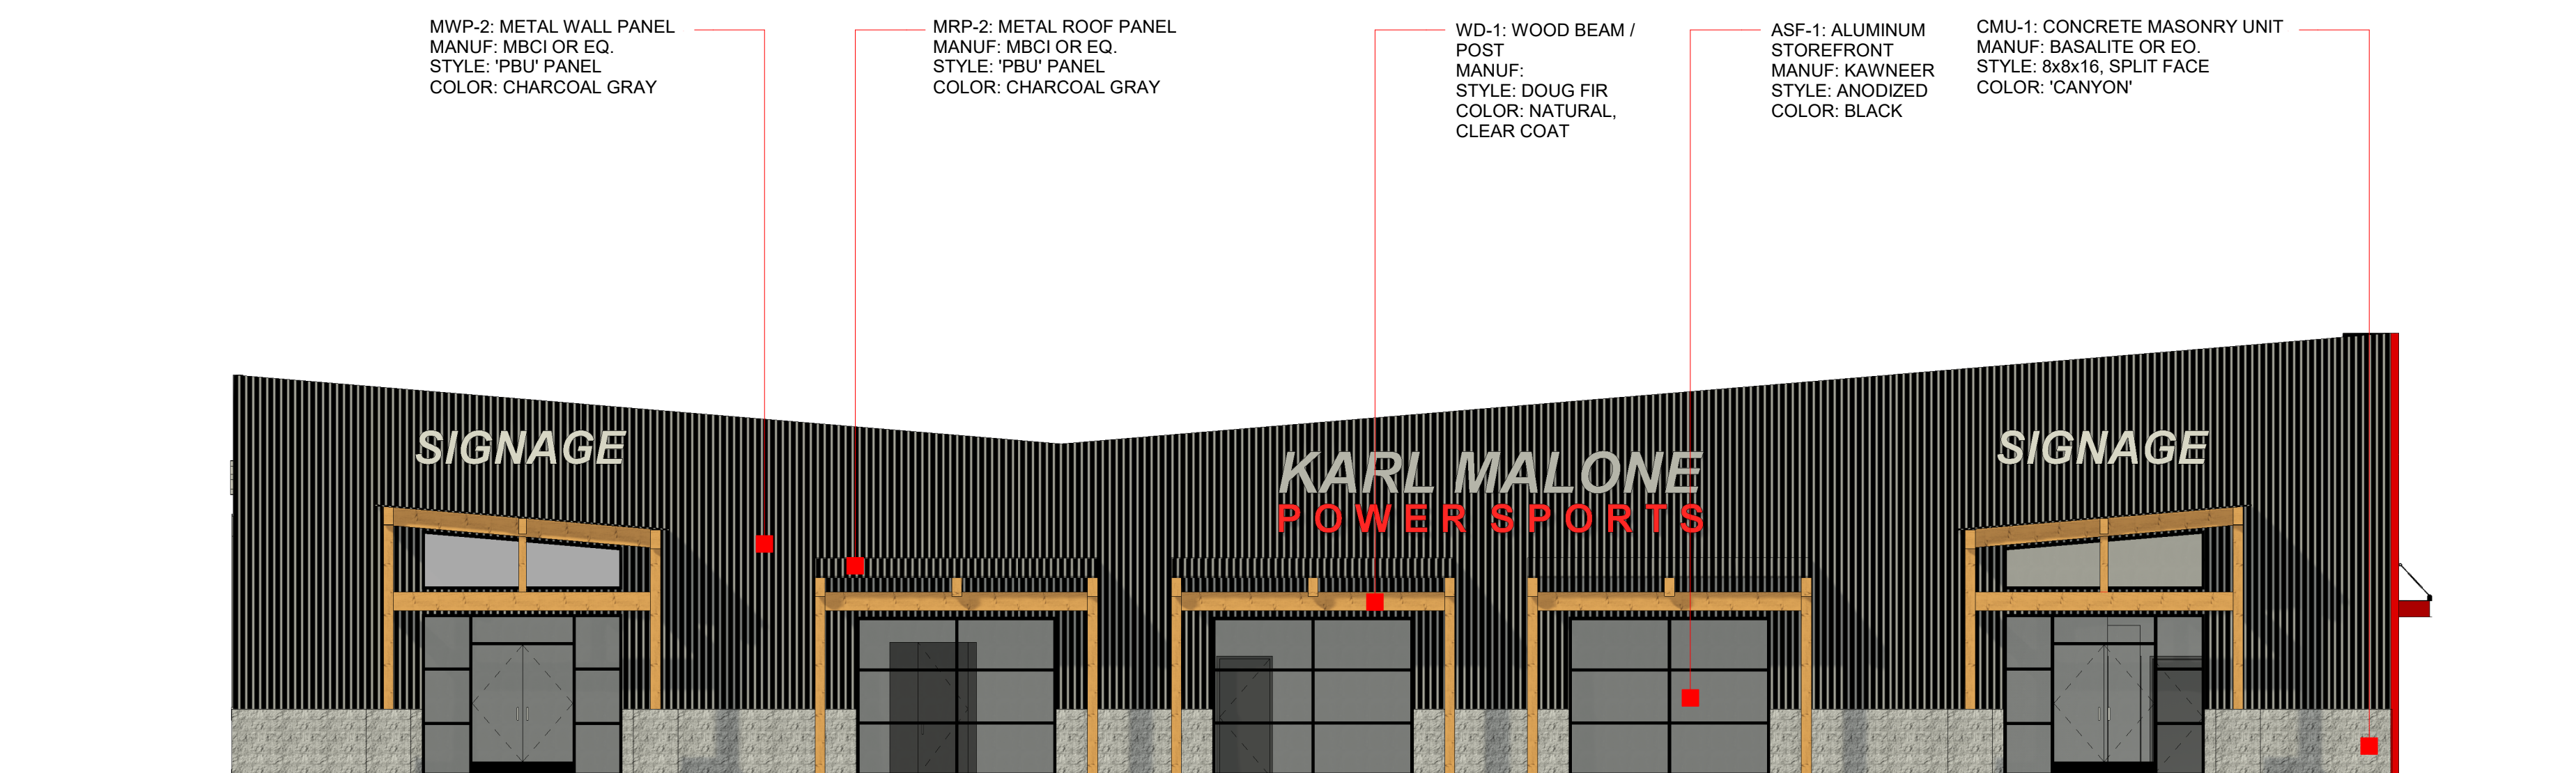 MWP-2: METAL WALL PANEL
MANUF: MBCI OR EQ.
STYLE: 'PBU' PANEL
COLOR: CHARCOAL GRAY
MRP-2: METAL ROOF PANEL
MANUF: MBCI OR EQ.
STYLE: 'PBU' PANEL
COLOR: CHARCOAL GRAY
WD-1: WOOD BEAM /
POST
MANUF:
STYLE: DOUG FIR
COLOR: NATURAL,
CLEAR COAT
ASF-1: ALUMINUM
STOREFRONT
MANUF: KAWNEER
STYLE: ANODIZED
COLOR: BLACK
CMU-1: CONCRETE MASONRY UNIT
MANUF: BASALITE OR EO.
STYLE: 8x8x16, SPLIT FACE
COLOR: 'CANYON'
SIGNAGE
KARL MALONE
POWER SPORTS
SIGNAGE